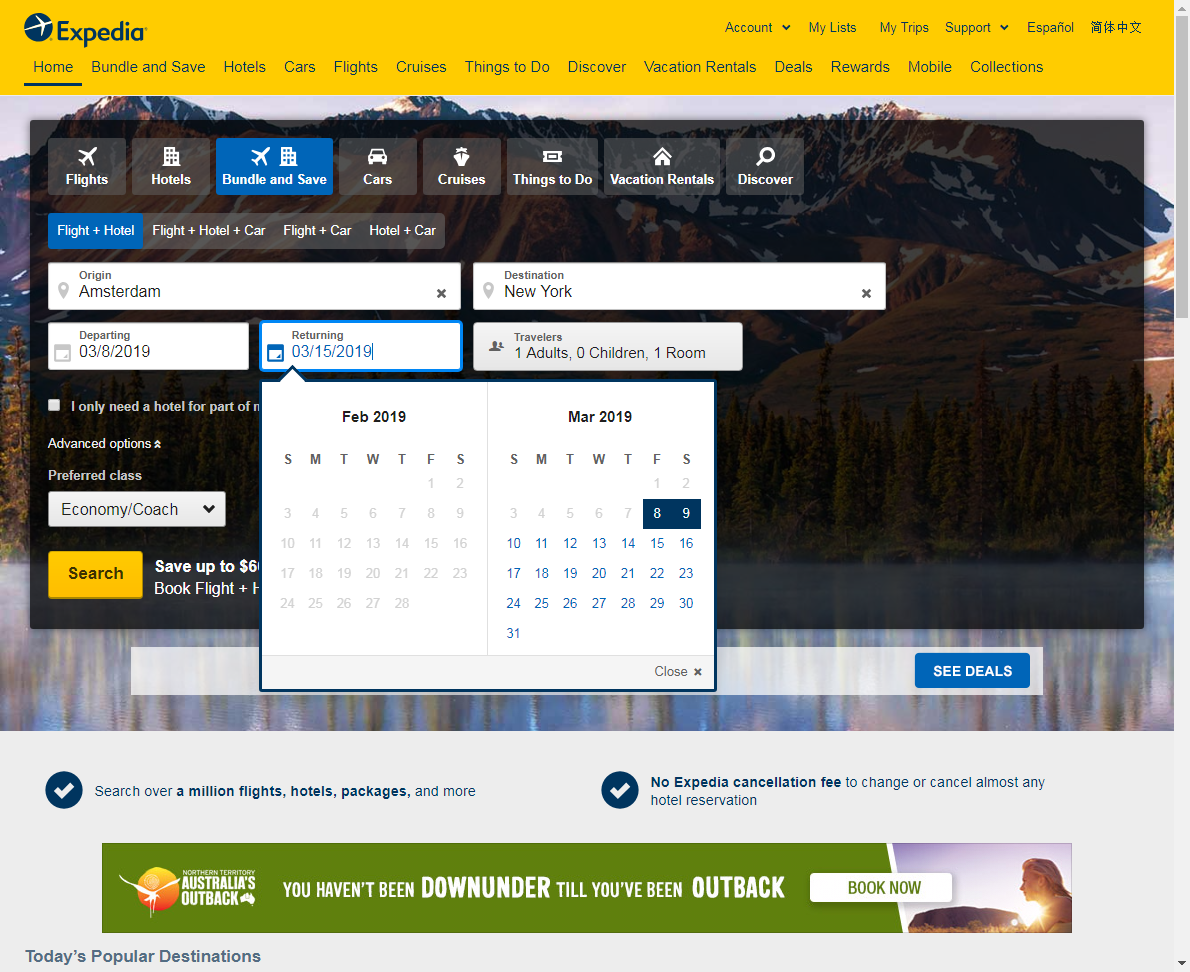 Expedia
Account My Lists My Trips Support Español 简体中文
Home Bundle and Save Hotels Cars Flights Cruises Things to Do Discover Vacation Rentals Deals Rewards Mobile Collections
Flights Hotels Bundle and Save Cars Cruises Things to Do Vacation Rentals Discover
Flight + Hotel Flight + Hotel + Car Flight + Car Hotel + Car
Origin
Amsterdam
Destination
New York
Departing
03/8/2019
Returning
03/15/2019
Travelers
1 Adults, 0 Children, 1 Room
I only need a hotel for part of
Advanced options
Preferred class
Economy/Coach
Search
Save up to $6
Book Flight + H
Feb 2019
S M T W T F S
1 2
3 4 5 6 7 8 9
10 11 12 13 14 15 16
17 18 19 20 21 22 23
24 25 26 27 28
Mar 2019
S M T W T F S
1 2
3 4 5 6 7 8 9
10 11 12 13 14 15 16
17 18 19 20 21 22 23
24 25 26 27 28 29 30
31
Close
SEE DEALS
Search over a million flights, hotels, packages, and more
No Expedia cancellation fee to change or cancel almost any
hotel reservation
NORTHERN TERRITORY
AUSTRALIA'S
OUTBACK
YOU HAVEN'T BEEN DOWNUNDER TILL YOU'VE BEEN OUTBACK
BOOK NOW
Today's Popular Destinations